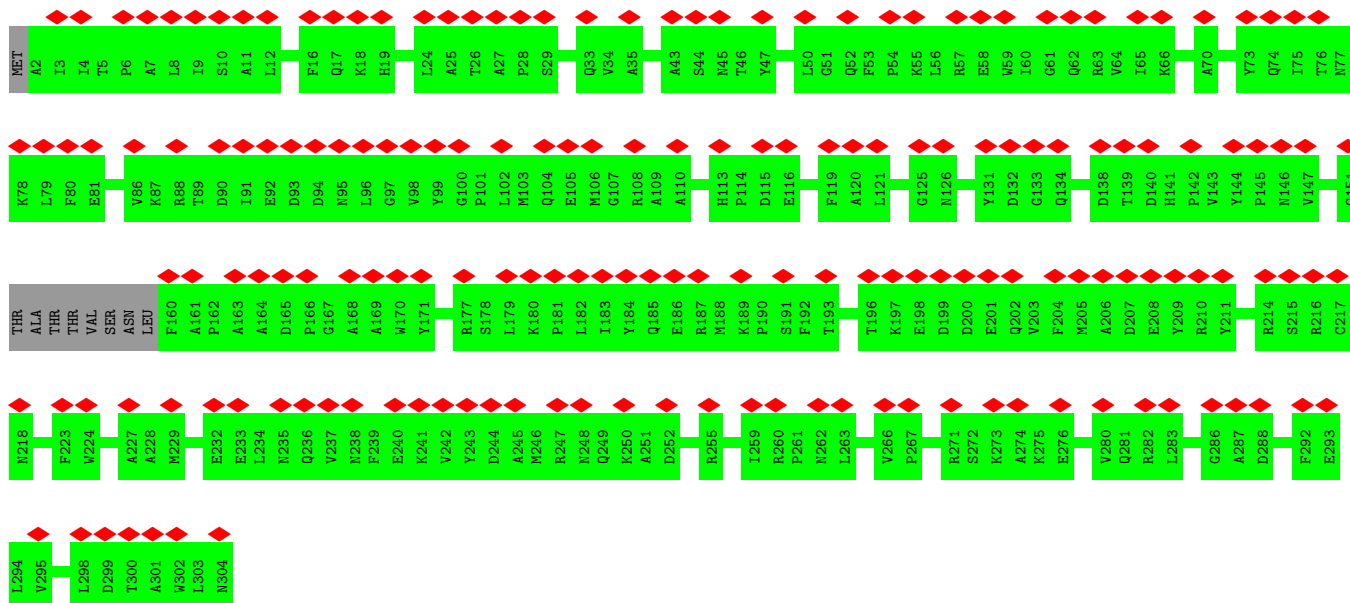 MET A2 I3 I4 T5 P6 A7 L8 I9 S10 A11 L12 F16 Q17 K18 H19 L24 A25 T26 A27 P28 S29 Q33 V34 A35 A43 S44 N45 T46 Y47 L50 G51 Q52 F53 P54 K55 L56 R57 E58 W59 I60 G61 Q62 R63 V64 I65 K66 A70 Y73 Q74 I75 T76 N77
K78 L79 F80 E81 V86 K87 R88 T89 D90 I91 E92 D93 D94 N95 L96 G97 V98 Y99 G100 P101 L102 M103 Q104 E105 M106 G107 R108 A109 A110 H113 P114 D115 E116 F119 A120 L121 G125 N126 Y131 D132 G133 Q134 D138 T139 D140 H141 P142 V143 Y144 P145 N146 V147 G151
THR ALA THR THR VAL SER ASN LEU F160 A161 P162 A163 A164 D165 P166 G167 A168 A169 W170 Y171 R177 S178 L179 K180 P181 L182 I183 Y184 Q185 E186 R187 M188 K189 P190 S191 F192 T193 T196 K197 E198 D199 D200 E201 Q202 V203 F204 M205 A206 D207 E208 Y209 R210 Y211 R214 S215 R216 C217
N218 F223 W224 A227 A228 M229 E232 E233 L234 N235 Q236 V237 N238 F239 E240 K241 V242 Y243 D244 A245 M246 R247 N248 Q249 K250 A251 D252 R255 I259 R260 P261 N262 L263 V266 P267 R271 S272 K273 A274 K275 E276 V280 Q281 R282 L283 G286 A287 D288 F292 E293
L294 V295 L298 D299 T300 A301 W302 L303 N304